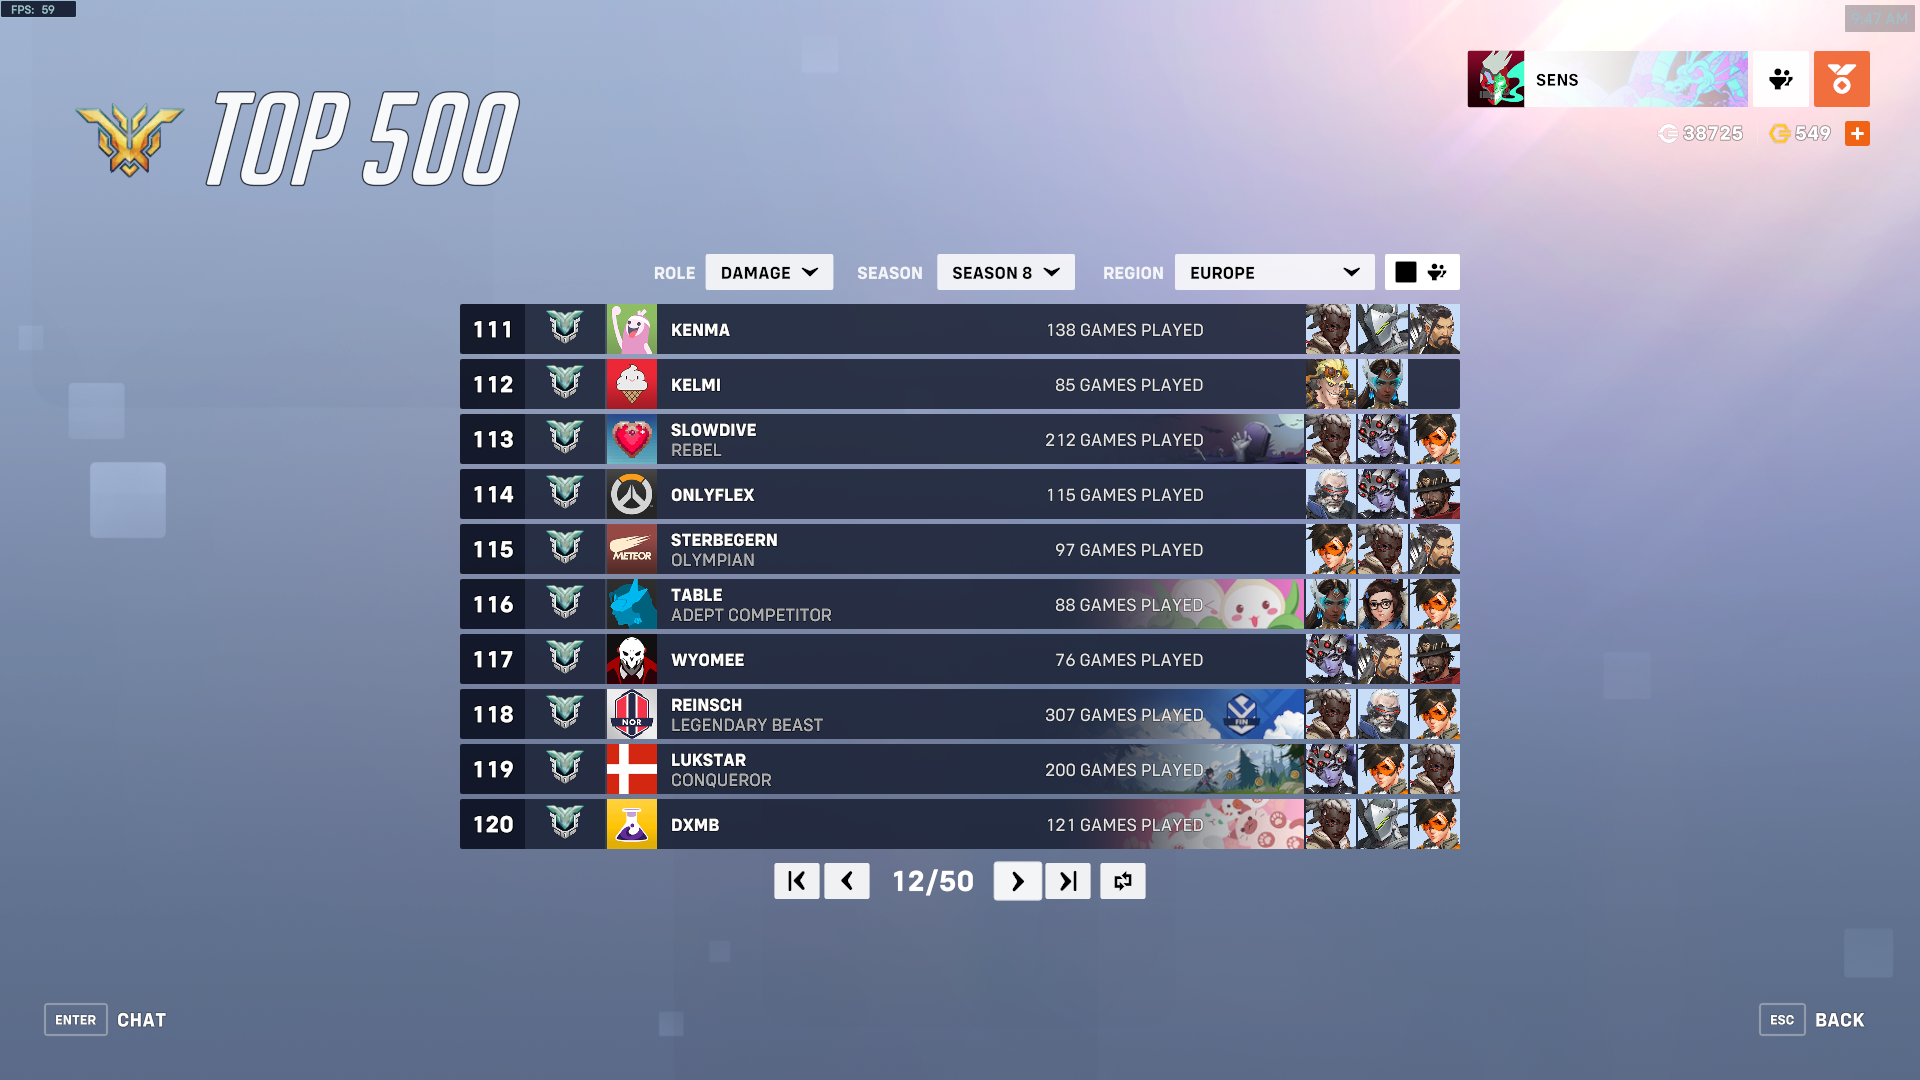 FPS: 59
9:47 AM
TOP 500
SENS
38725
549
ROLE DAMAGE SEASON SEASON 8 REGION EUROPE
111 KENMA 138 GAMES PLAYED
112 KELMI 85 GAMES PLAYED
113 SLOWDIVE 212 GAMES PLAYED
REBEL
114 ONLYFLEX 115 GAMES PLAYED
115 METEOR STERBEGERN 97 GAMES PLAYED
OLYMPIAN
116 TABLE 88 GAMES PLAYED
ADEPT COMPETITOR
117 WYOMEE 76 GAMES PLAYED
118 NOR REINSCH 307 GAMES PLAYED FIN
LEGENDARY BEAST
119 LUKSTAR 200 GAMES PLAYED
CONQUEROR
120 DXMB 121 GAMES PLAYED
12/50
ENTER CHAT
ESC BACK